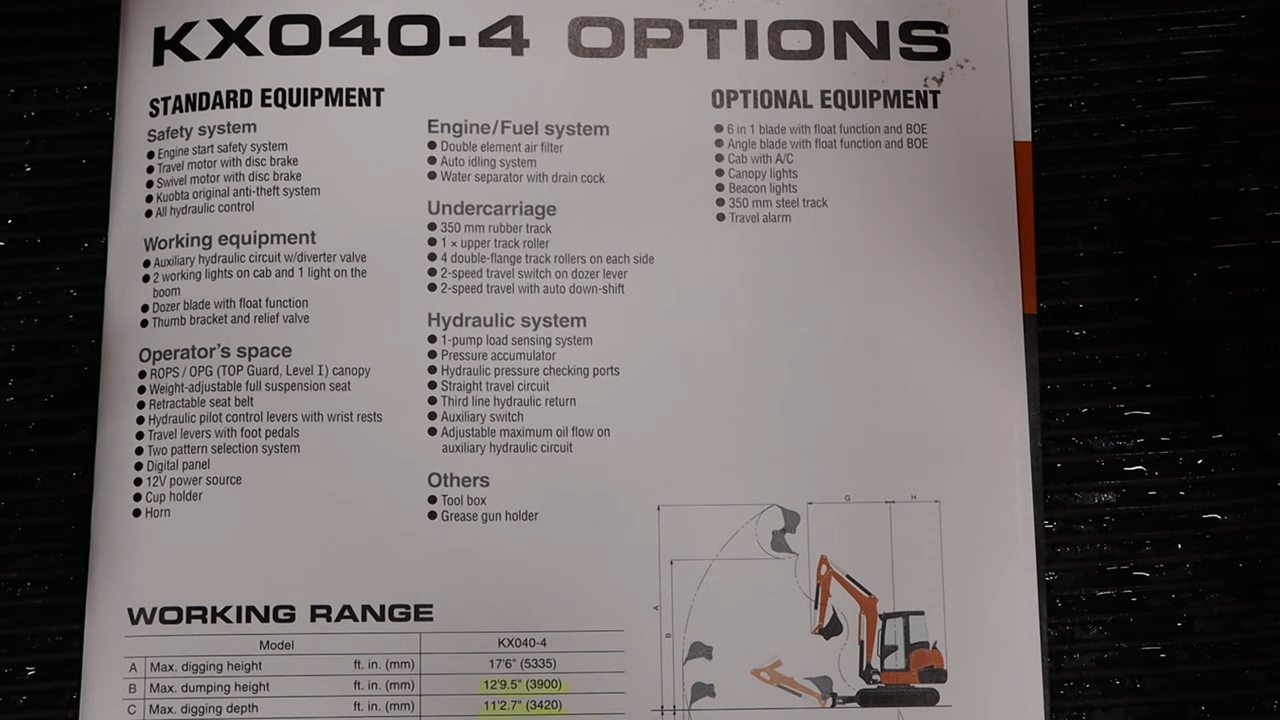 KX040-4 OPTIONS
STANDARD EQUIPMENT
Safety system
● Engine start safety system
● Travel motor with disc brake
● Swivel motor with disc brake
● Kuobta original anti-theft system
● All hydraulic control
Working equipment
● Auxiliary hydraulic circuit w/diverter valve
● 2 working lights on cab and 1 light on the
boom
● Dozer blade with float function
● Thumb bracket and relief valve
Operator's space
● ROPS / OPG (TOP Guard, Level I) canopy
● Weight-adjustable full suspension seat
● Retractable seat belt
● Hydraulic pilot control levers with wrist rests
● Travel levers with foot pedals
● Two pattern selection system
● Digital panel
● 12V power source
● Cup holder
● Horn
Engine/Fuel system
● Double element air filter
● Auto idling system
● Water separator with drain cock
Undercarriage
● 350 mm rubber track
● 1 × upper track roller
● 4 double-flange track rollers on each side
● 2-speed travel switch on dozer lever
● 2-speed travel with auto down-shift
Hydraulic system
● 1-pump load sensing system
● Pressure accumulator
● Hydraulic pressure checking ports
● Straight travel circuit
● Third line hydraulic return
● Auxiliary switch
● Adjustable maximum oil flow on
auxiliary hydraulic circuit
Others
● Tool box
● Grease gun holder
OPTIONAL EQUIPMENT
● 6 in 1 blade with float function and BOE
● Angle blade with float function and BOE
● Cab with A/C
● Canopy lights
● Beacon lights
● 350 mm steel track
● Travel alarm
G H
A
B
WORKING RANGE
Model KX040-4
A Max. digging height ft. in. (mm) 17'6" (5335)
B Max. dumping height ft. in. (mm) 12'9.5" (3900)
C Max. digging depth ft. in. (mm) 11'2.7" (3420)